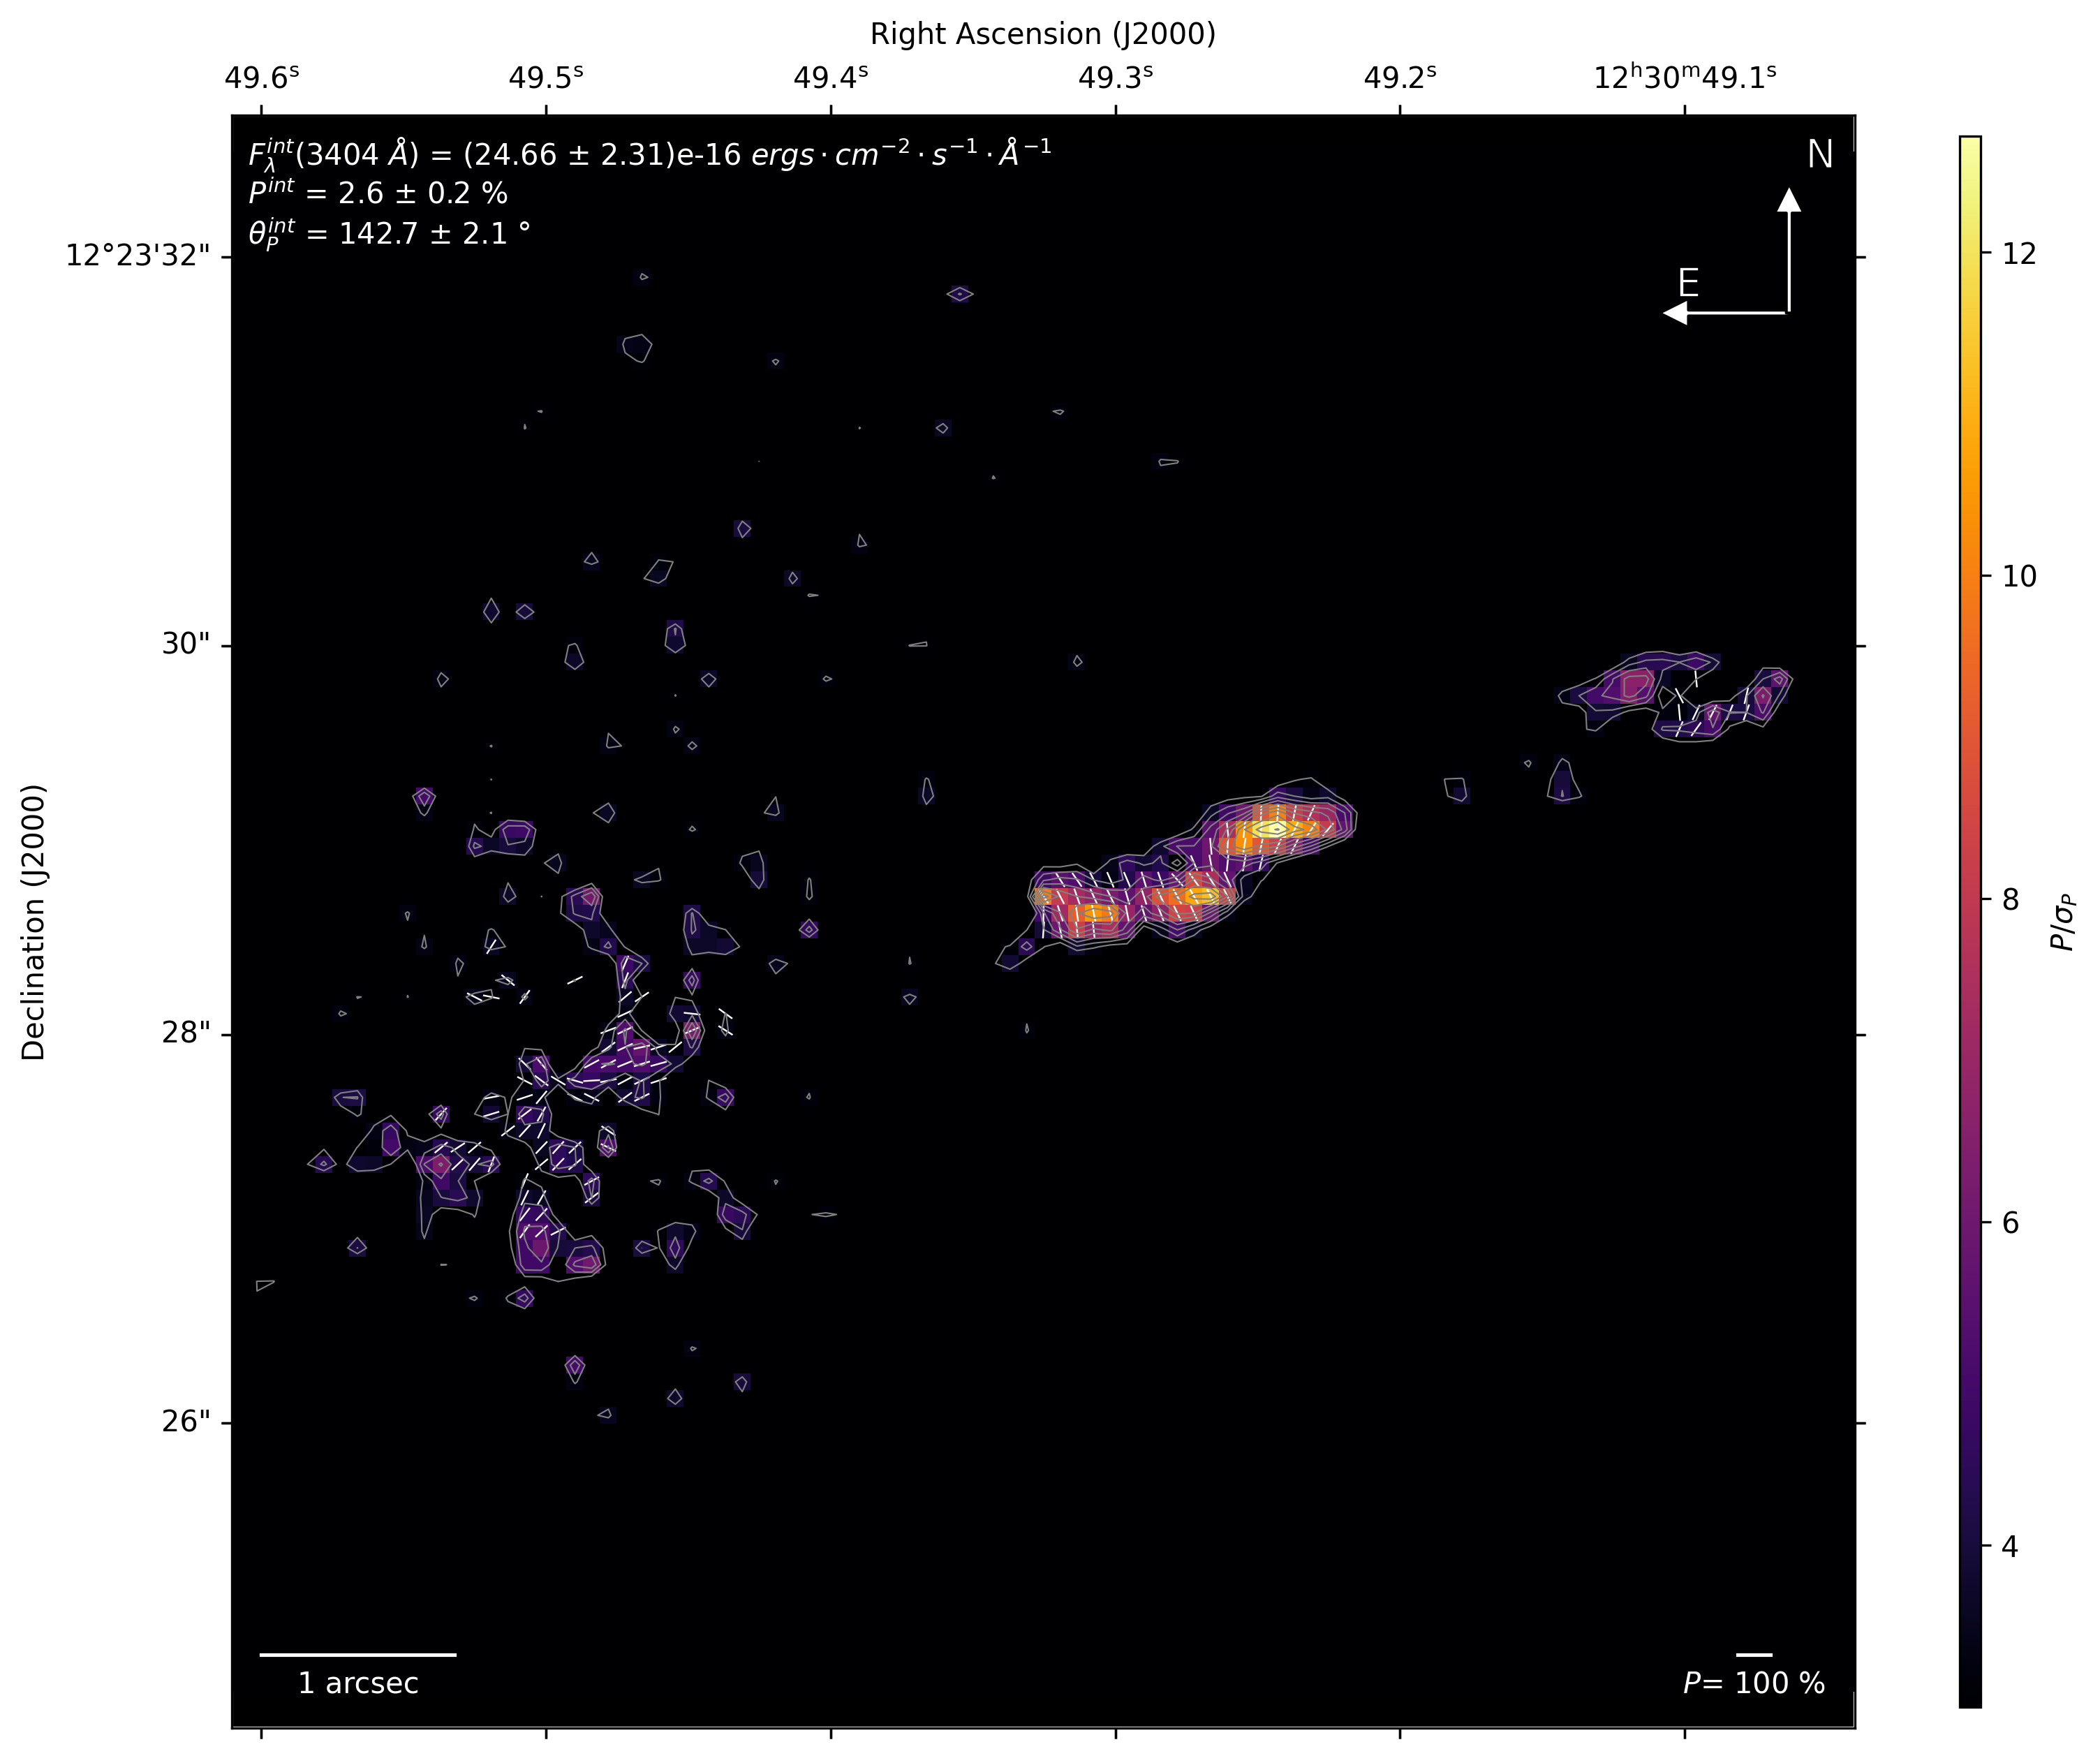 Right Ascension (J2000)
49.6ˢ 49.5ˢ 49.4ˢ 49.3ˢ 49.2ˢ 12ʰ30ᵐ49.1ˢ
F_λ^int(3404 Å) = (24.66 ± 2.31)e-16 ergs · cm⁻² · s⁻¹ · Å⁻¹
P^int = 2.6 ± 0.2 %
θ_P^int = 142.7 ± 2.1 °
N
E
12°23'32"
30"
28"
26"
Declination (J2000)
1 arcsec
P= 100 %
12
10
8
6
4
P/σ_P